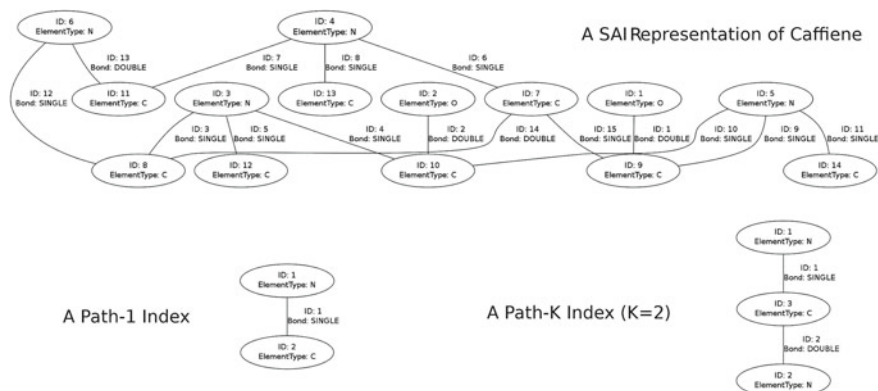 ID: 6
ElementType: N
ID: 4
ElementType: N
A SAIRepresentation of Caffiene
ID: 13
Bond: DOUBLE
ID: 7
Bond: SINGLE
ID: 8
Bond: SINGLE
ID: 6
Bond: SINGLE
ID: 12
Bond: SINGLE
ID: 11
ElementType: C
ID: 3
ElementType: N
ID: 13
ElementType: C
ID: 2
ElementType: O
ID: 7
ElementType: C
ID: 1
ElementType: O
ID: 5
ElementType: N
ID: 3
Bond: SINGLE
ID: 5
Bond: SINGLE
ID: 4
Bond: SINGLE
ID: 2
Bond: DOUBLE
ID: 14
Bond: DOUBLE
ID: 15
Bond: SINGLE
ID: 1
Bond: DOUBLE
ID: 10
Bond: SINGLE
ID: 9
Bond: SINGLE
ID: 11
Bond: SINGLE
ID: 8
ElementType: C
ID: 12
ElementType: C
ID: 10
ElementType: C
ID: 9
ElementType: C
ID: 14
ElementType: C
A Path-1 Index
ID: 1
ElementType: N
ID: 1
Bond: SINGLE
ID: 2
ElementType: C
A Path-K Index (K=2)
ID: 1
ElementType: N
ID: 1
Bond: SINGLE
ID: 3
ElementType: C
ID: 2
Bond: DOUBLE
ID: 2
ElementType: N